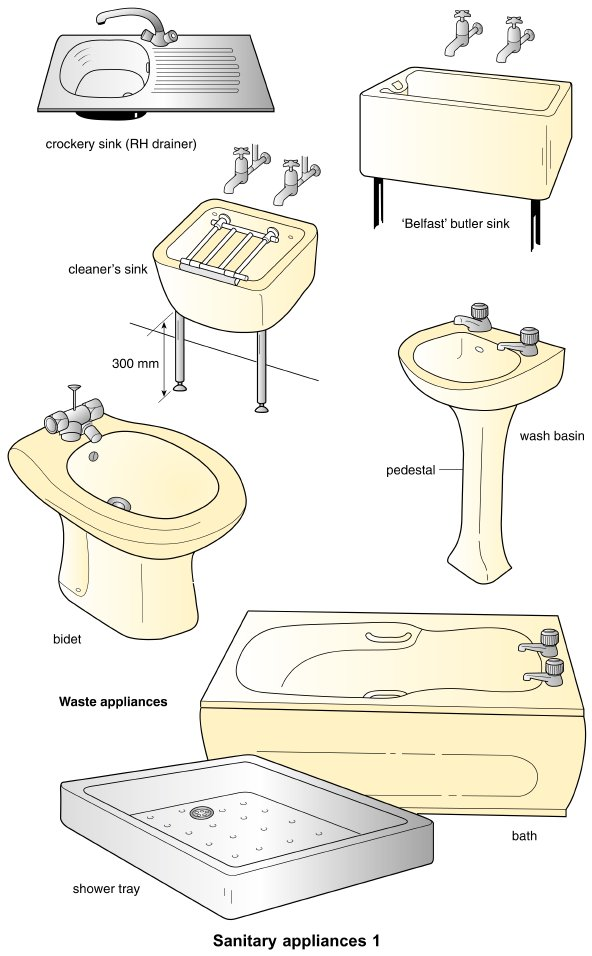 crockery sink (RH drainer)
‘Belfast’ butler sink
cleaner’s sink
300 mm
wash basin
pedestal
bidet
Waste appliances
bath
shower tray
Sanitary appliances 1